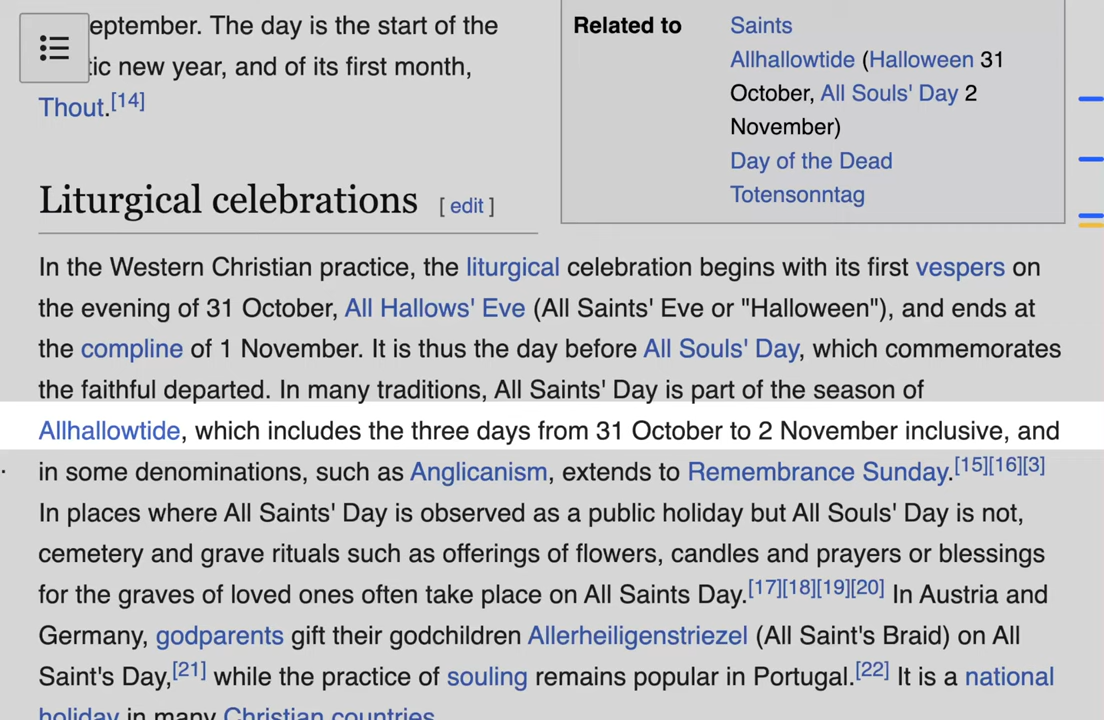 eptember. The day is the start of the
ic new year, and of its first month,
Thout.[14]
Related to
Saints
Allhallowtide (Halloween 31
October, All Souls' Day 2
November)
Day of the Dead
Totensonntag
Liturgical celebrations [ edit ]
In the Western Christian practice, the liturgical celebration begins with its first vespers on
the evening of 31 October, All Hallows' Eve (All Saints' Eve or "Halloween"), and ends at
the compline of 1 November. It is thus the day before All Souls' Day, which commemorates
the faithful departed. In many traditions, All Saints' Day is part of the season of
Allhallowtide, which includes the three days from 31 October to 2 November inclusive, and
in some denominations, such as Anglicanism, extends to Remembrance Sunday.[15][16][3]
In places where All Saints' Day is observed as a public holiday but All Souls' Day is not,
cemetery and grave rituals such as offerings of flowers, candles and prayers or blessings
for the graves of loved ones often take place on All Saints Day.[17][18][19][20] In Austria and
Germany, godparents gift their godchildren Allerheiligenstriezel (All Saint's Braid) on All
Saint's Day,[21] while the practice of souling remains popular in Portugal.[22] It is a national
holiday in many Christian countries.